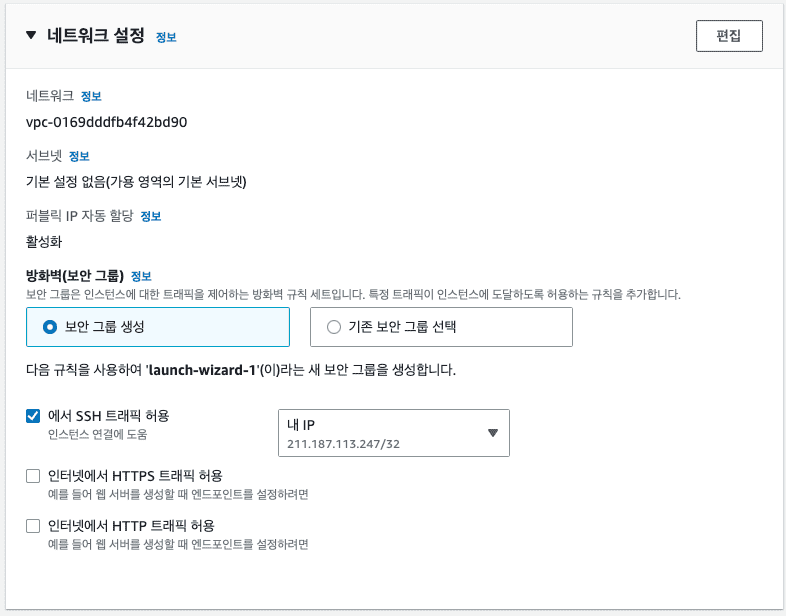 네트워크 설정 정보
편집
네트워크 정보
vpc-0169dddfb4f42bd90
서브넷 정보
기본 설정 없음(가용 영역의 기본 서브넷)
퍼블릭 IP 자동 할당 정보
활성화
방화벽(보안 그룹) 정보
보안 그룹은 인스턴스에 대한 트래픽을 제어하는 방화벽 규칙 세트입니다. 특정 트래픽이 인스턴스에 도달하도록 허용하는 규칙을 추가합니다.
보안 그룹 생성
기존 보안 그룹 선택
다음 규칙을 사용하여 'launch-wizard-1'(이)라는 새 보안 그룹을 생성합니다.
에서 SSH 트래픽 허용
인스턴스 연결에 도움
내 IP
211.187.113.247/32
인터넷에서 HTTPS 트래픽 허용
예를 들어 웹 서버를 생성할 때 엔드포인트를 설정하려면
인터넷에서 HTTP 트래픽 허용
예를 들어 웹 서버를 생성할 때 엔드포인트를 설정하려면